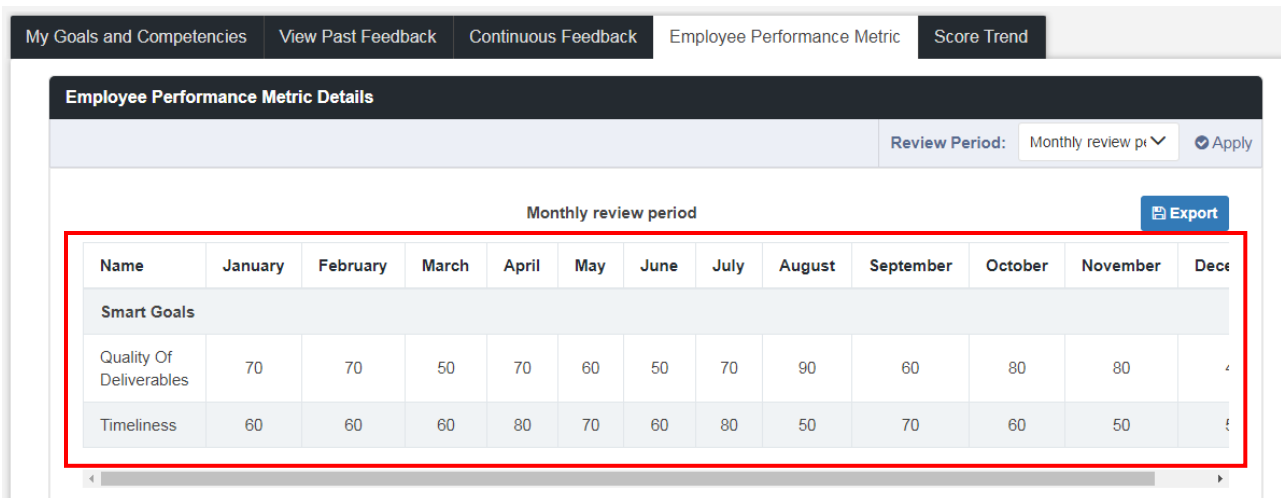 My Goals and Competencies View Past Feedback Continuous Feedback Employee Performance Metric Score Trend
Employee Performance Metric Details
Review Period: Monthly review pe Apply
Monthly review period Export
Name January February March April May June July August September October November Dece
Smart Goals
Quality Of
Deliverables 70 70 50 70 60 50 70 90 60 80 80
Timeliness 60 60 60 80 70 60 80 50 70 60 50